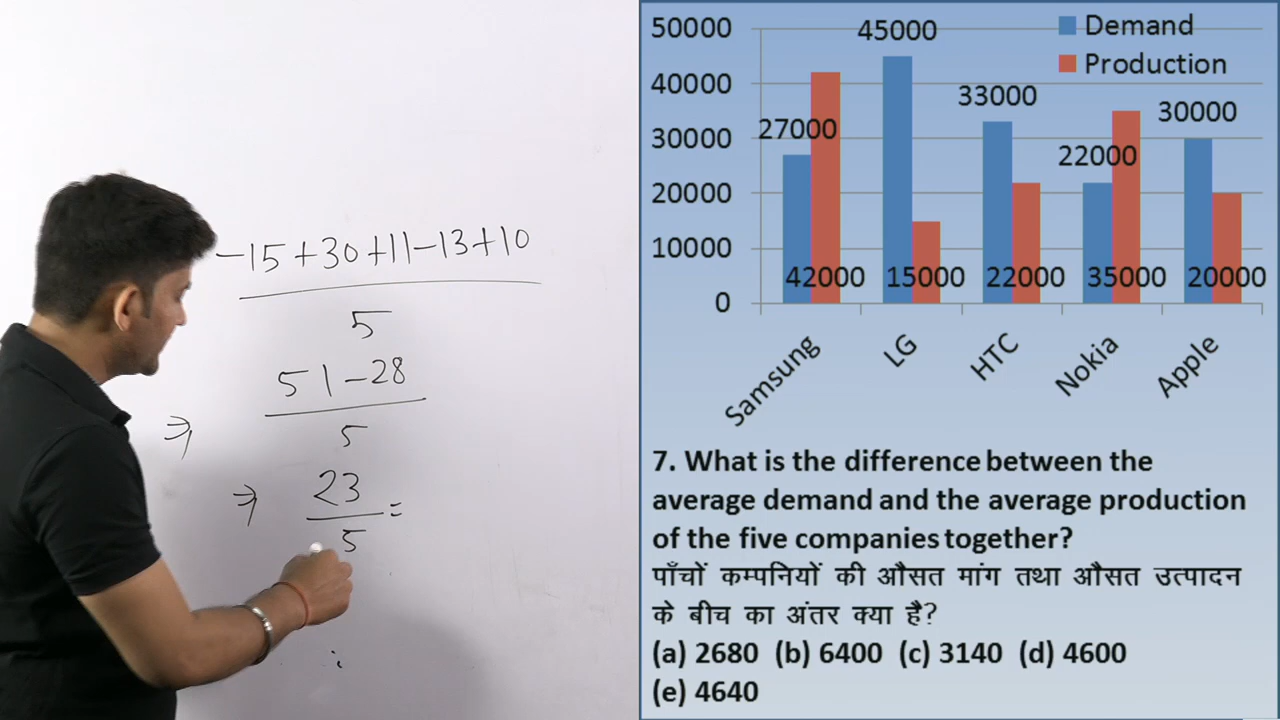 -15+30+11-13+10
5
⇒ 51-28
5
⇒ 23 =
5
50000
40000
30000
20000
10000
0
Demand
Production
27000
45000
33000
22000
30000
42000
15000
22000
35000
20000
Samsung
LG
HTC
Nokia
Apple
7. What is the difference between the
average demand and the average production
of the five companies together?
पाँचों कम्पनियों की औसत मांग तथा औसत उत्पादन
के बीच का अंतर क्या है?
(a) 2680 (b) 6400 (c) 3140 (d) 4600
(e) 4640